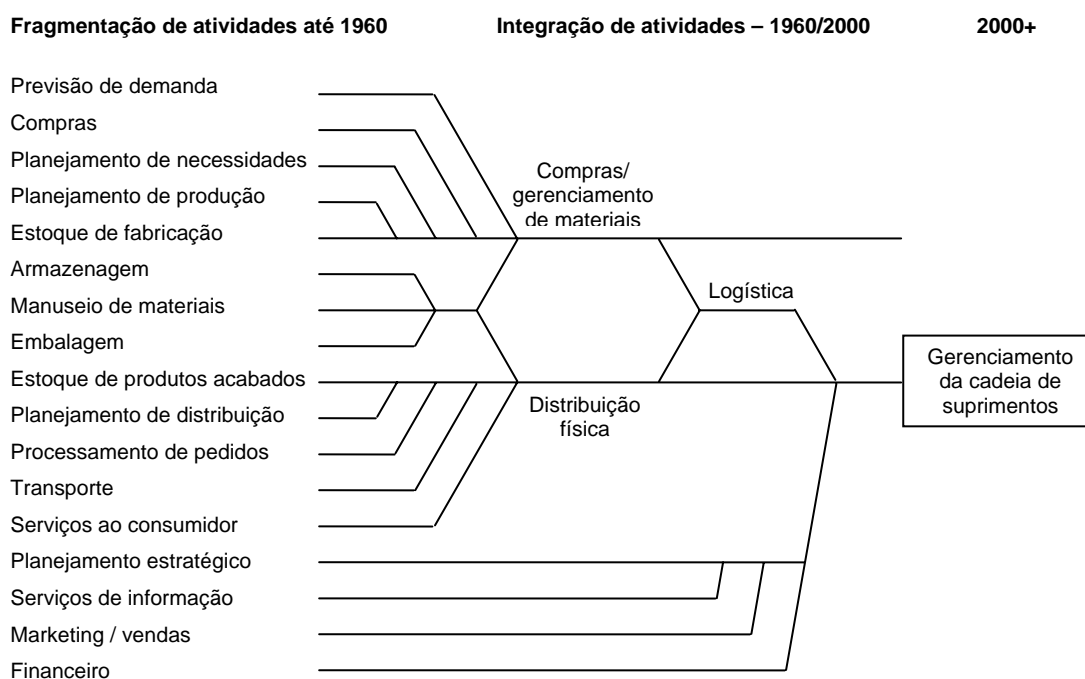 Fragmentação de atividades até 1960
Integração de atividades – 1960/2000
2000+
Previsão de demanda
Compras
Planejamento de necessidades
Planejamento de produção
Estoque de fabricação
Armazenagem
Manuseio de materiais
Embalagem
Estoque de produtos acabados
Planejamento de distribuição
Processamento de pedidos
Transporte
Serviços ao consumidor
Planejamento estratégico
Serviços de informação
Marketing / vendas
Financeiro
Compras/
gerenciamento
de materiais
Distribuição
física
Logística
Gerenciamento
da cadeia de
suprimentos